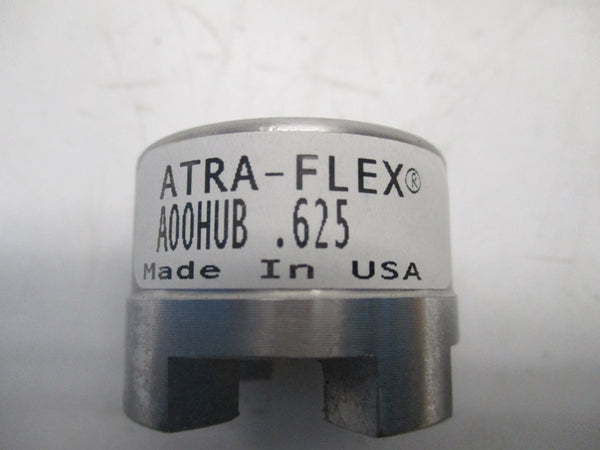 ATRA-FLEX®
A00HUB .625
Made In USA